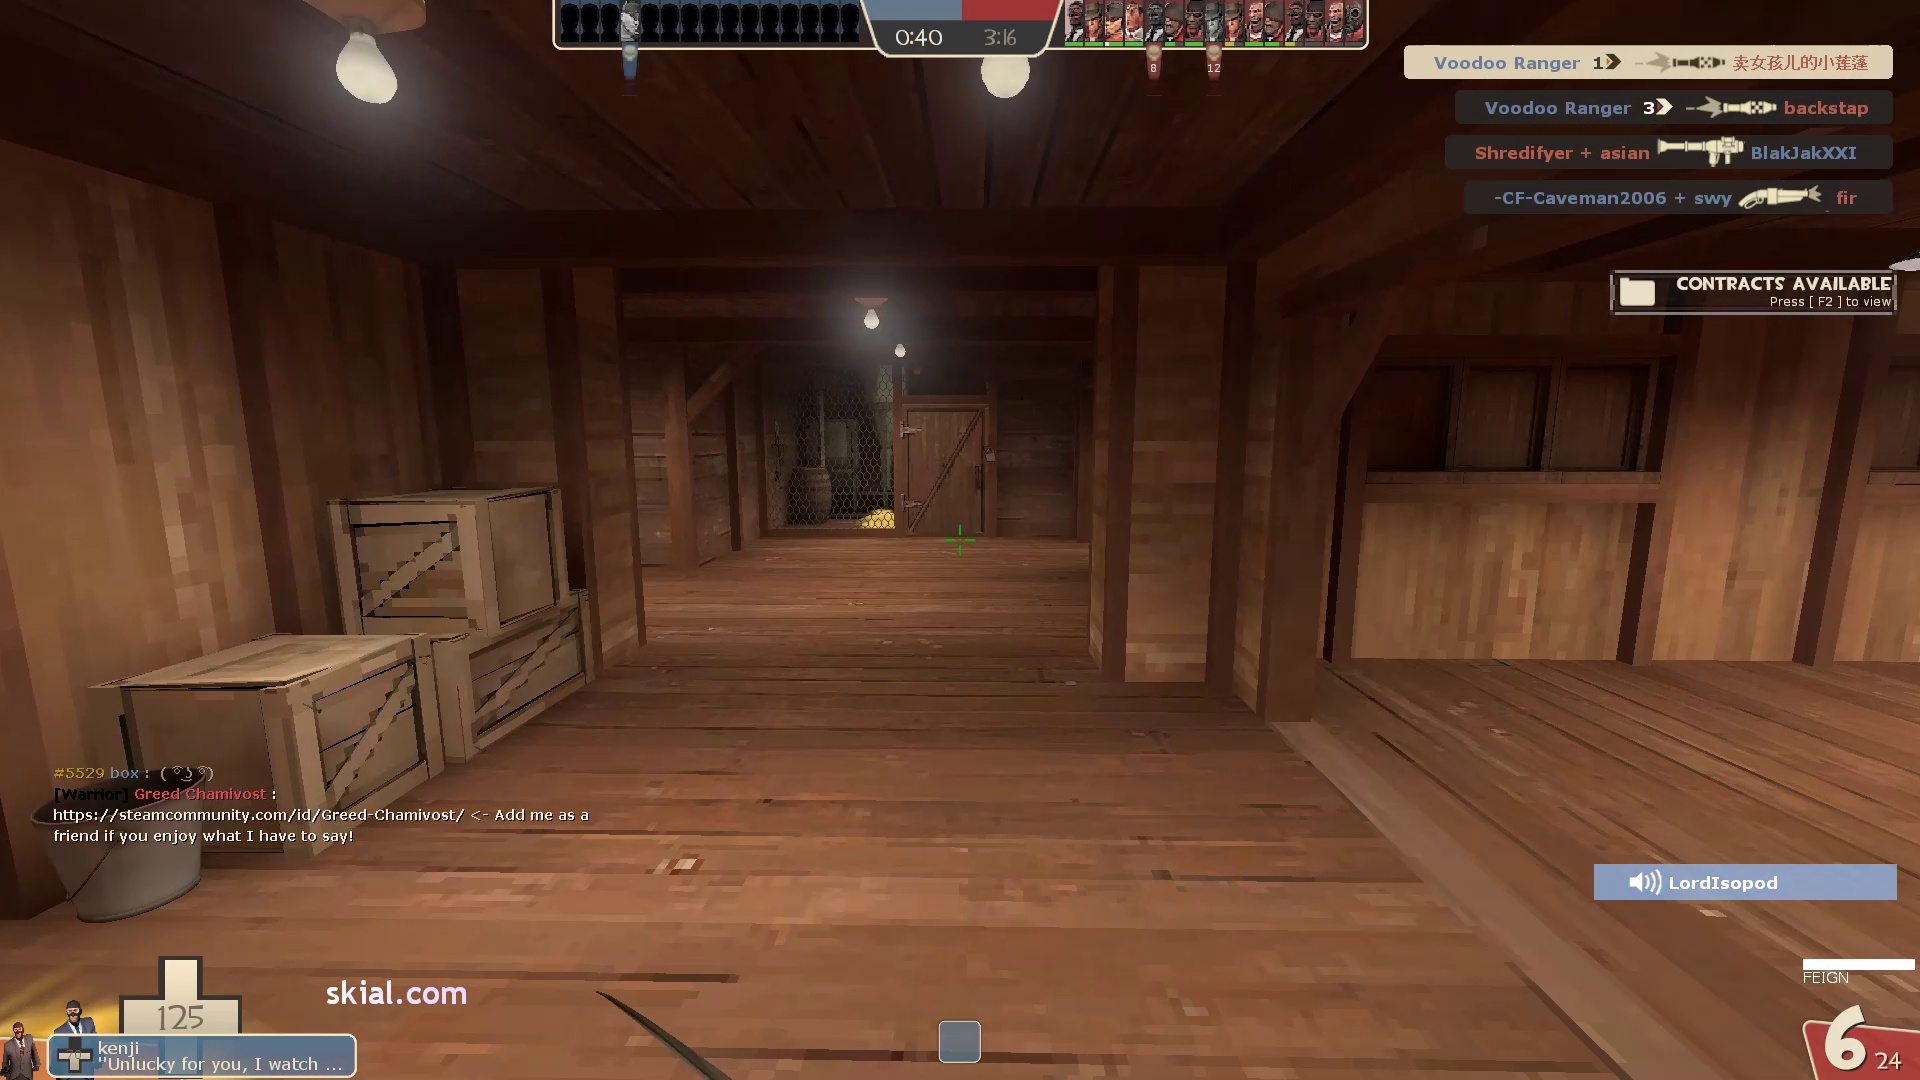 0:40 3:16
8 12
Voodoo Ranger 1 卖女孩儿的小莲蓬
Voodoo Ranger 3 backstap
Shredifyer + asian BlakJakXXI
-CF-Caveman2006 + swy fir
CONTRACTS AVAILABLE
Press [ F2 ] to view
#5529 box : ( ͡° ͜ʖ ͡°)
[Warrior] Greed Chamivost :
https://steamcommunity.com/id/Greed-Chamivost/ <- Add me as a
friend if you enjoy what I have to say!
LordIsopod
FEIGN
skial.com
125
kenji
"Unlucky for you, I watch ...
6 24